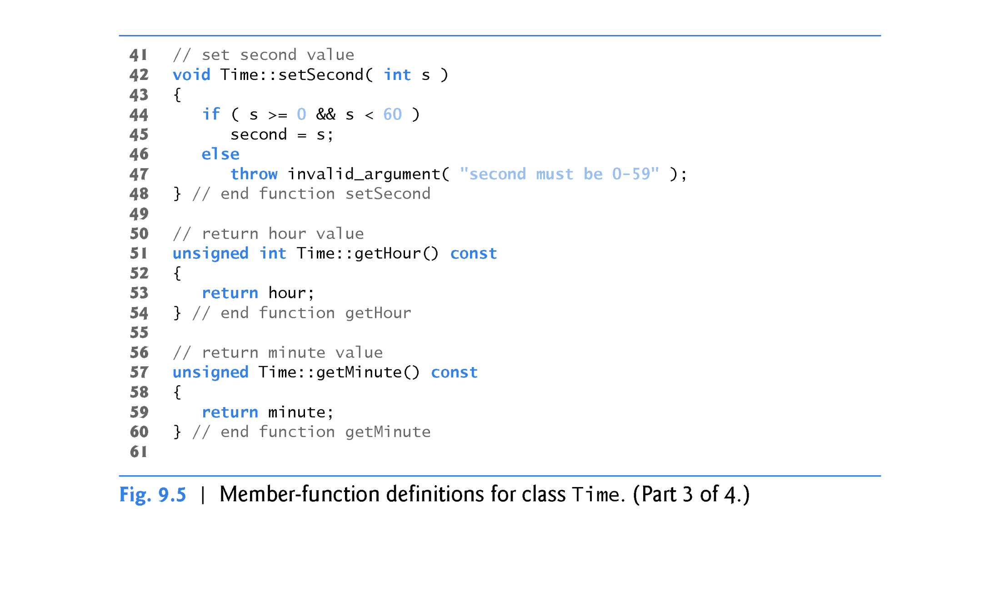 41 // set second value
42 void Time::setSecond( int s )
43 {
44    if ( s >= 0 && s < 60 )
45       second = s;
46    else
47       throw invalid_argument( "second must be 0-59" );
48 } // end function setSecond
49
50 // return hour value
51 unsigned int Time::getHour() const
52 {
53    return hour;
54 } // end function getHour
55
56 // return minute value
57 unsigned Time::getMinute() const
58 {
59    return minute;
60 } // end function getMinute
61
Fig. 9.5 | Member-function definitions for class Time. (Part 3 of 4.)